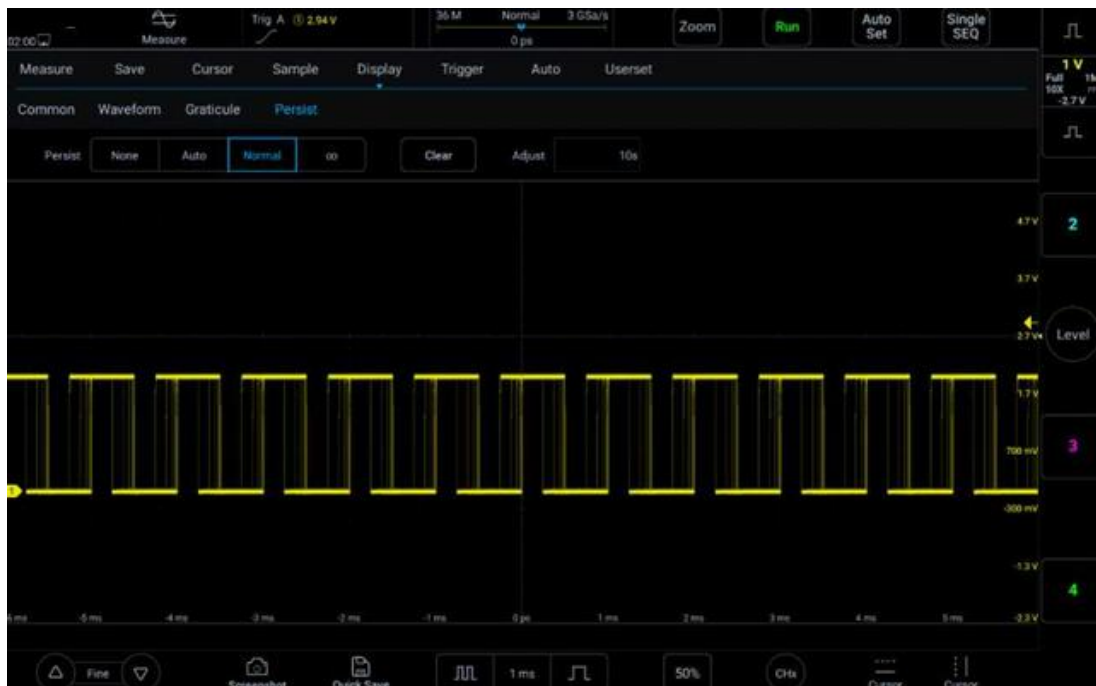 Trig A ① 2.94 V
36 M Normal 3 GSa/s
02:00 Measure
0 ps
Zoom Run Auto Set Single SEQ
Measure Save Cursor Sample Display Trigger Auto Userset
1 V
Full 1M
10X
-2.7 V
Common Waveform Graticule Persist
Persist None Auto Normal ∞ Clear Adjust 10s
4.7 V
2
3.7 V
2.7 V
Level
1.7 V
700 mV
3
1
-300 mV
-1.3 V
4
-5 ms -4 ms -3 ms -2 ms -1 ms 0 ps 1 ms 2 ms 3 ms 4 ms 5 ms -2.3 V
Fine 1 ms 50% CHx
Screenshot Quick Save Cursor Cursor